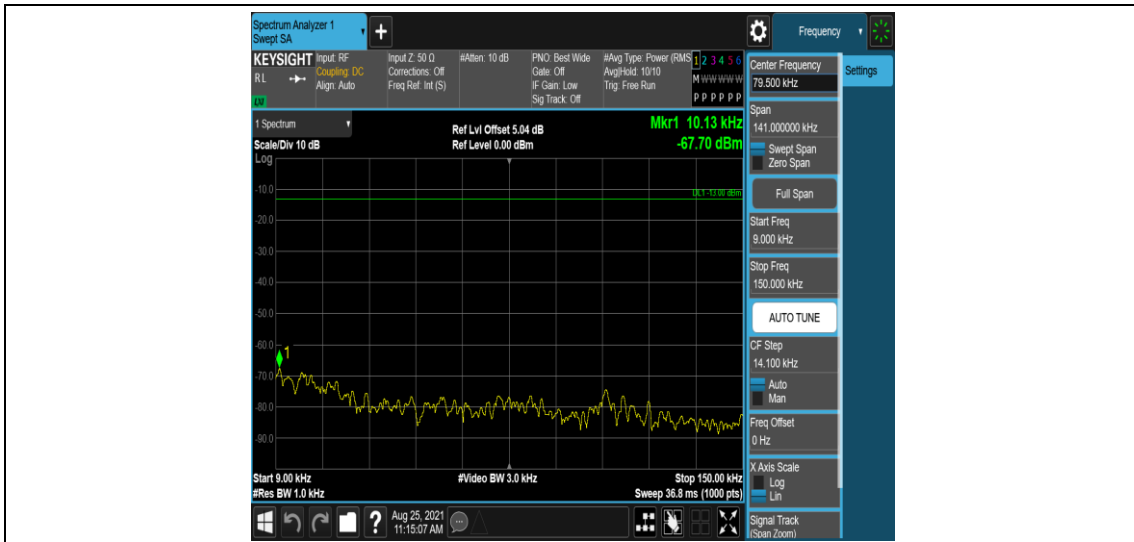 Spectrum Analyzer 1
Swept SA
+
Frequency
KEYSIGHT
RL
LXI
Input: RF
Coupling: DC
Align: Auto
Input Z: 50 Ω
Corrections: Off
Freq Ref: Int (S)
#Atten: 10 dB
PNO: Best Wide
Gate: Off
IF Gain: Low
Sig Track: Off
#Avg Type: Power (RMS
Avg|Hold: 10/10
Trig: Free Run
1 2 3 4 5 6
M W W W W W
P P P P P P
1 Spectrum
Scale/Div 10 dB
Log
Ref Lvl Offset 5.04 dB
Ref Level 0.00 dBm
Mkr1 10.13 kHz
-67.70 dBm
DL1 -13.00 dBm
-10.0
-20.0
-30.0
-40.0
-50.0
-60.0
1
-70.0
-80.0
-90.0
Start 9.00 kHz
#Video BW 3.0 kHz
Stop 150.00 kHz
#Res BW 1.0 kHz
Sweep 36.8 ms (1000 pts)
?
Aug 25, 2021
11:15:07 AM
Settings
Center Frequency
79.500 kHz
Span
141.000000 kHz
Swept Span
Zero Span
Full Span
Start Freq
9.000 kHz
Stop Freq
150.000 kHz
AUTO TUNE
CF Step
14.100 kHz
Auto
Man
Freq Offset
0 Hz
X Axis Scale
Log
Lin
Signal Track
(Span Zoom)